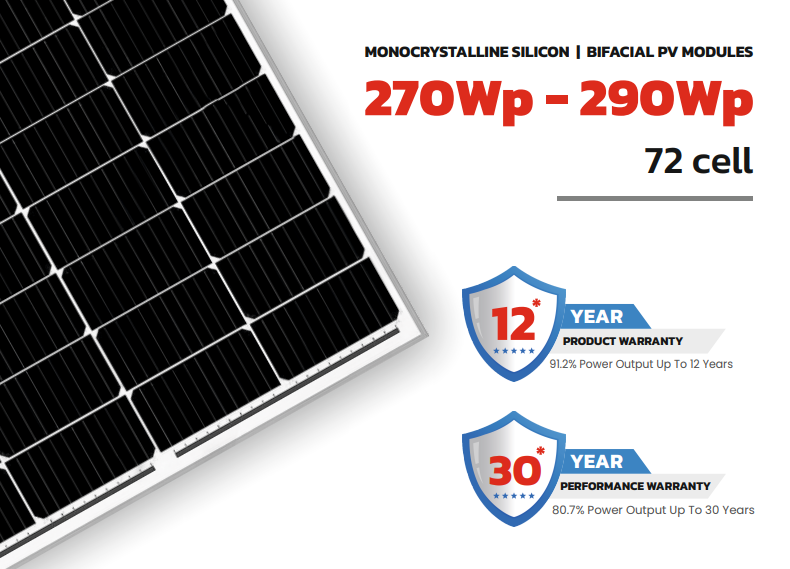 MONOCRYSTALLINE SILICON | BIFACIAL PV MODULES
270Wp – 290Wp
72 cell
12*
YEAR
PRODUCT WARRANTY
91.2% Power Output Up To 12 Years
30*
YEAR
PERFORMANCE WARRANTY
80.7% Power Output Up To 30 Years